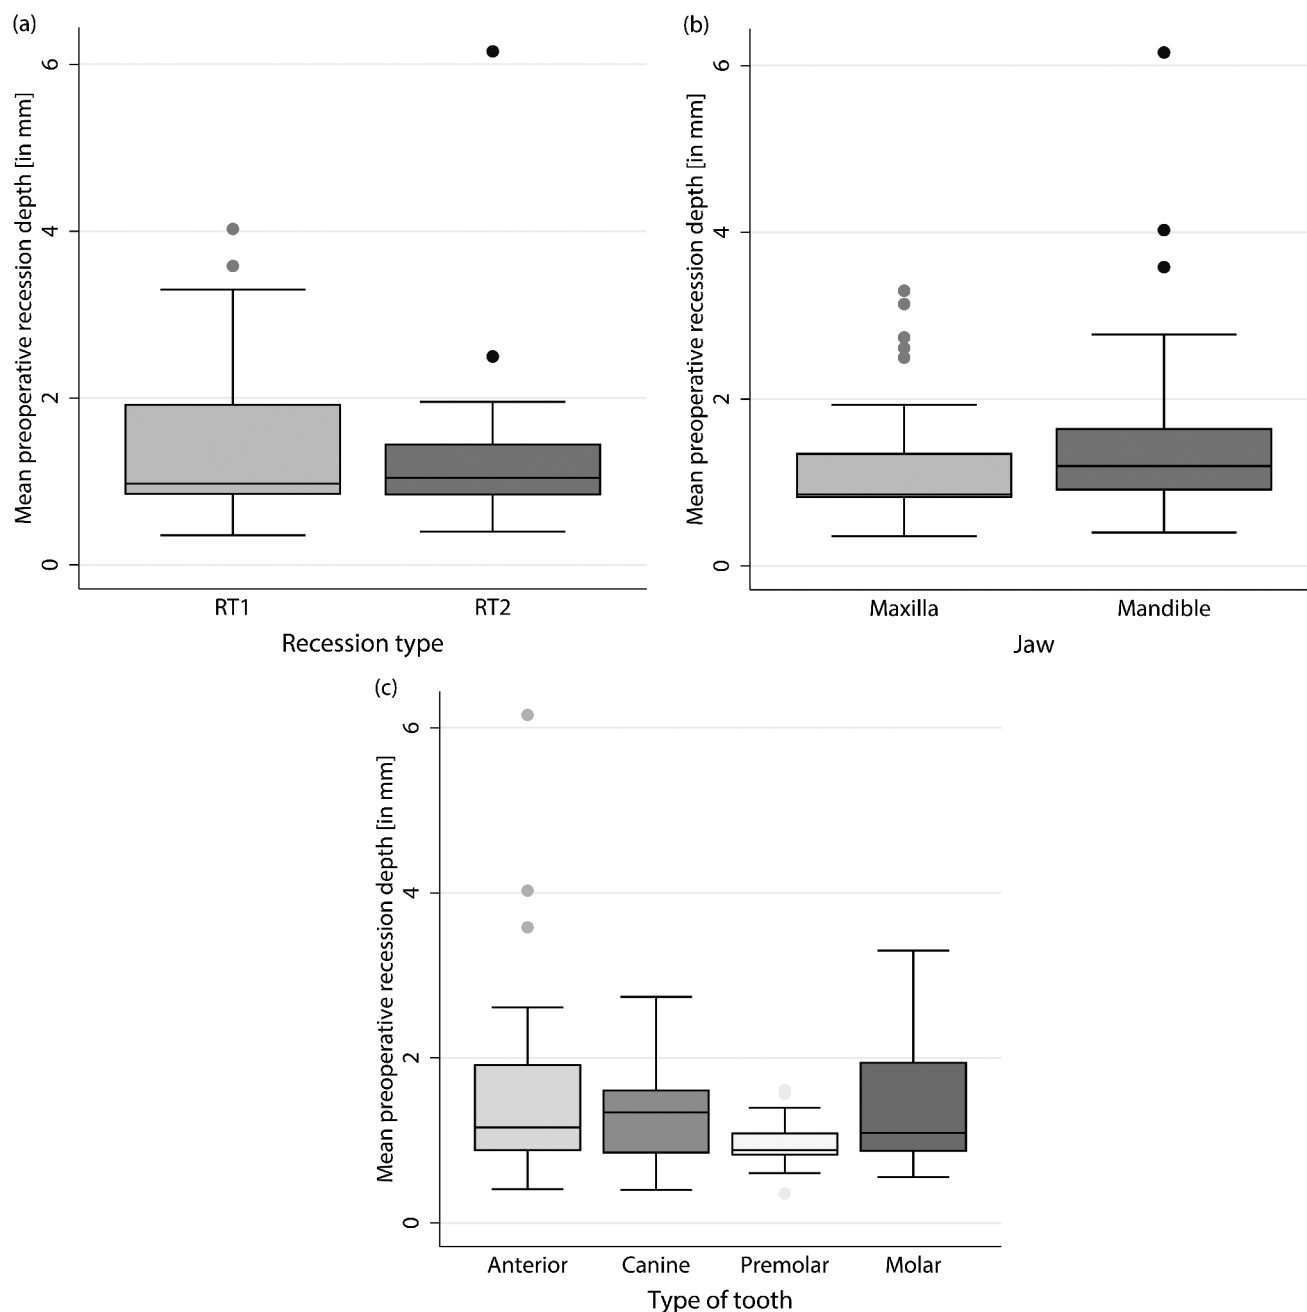 (a)
Mean preoperative recession depth [in mm]
6
4
2
0
RT1 RT2
Recession type
(b)
Mean preoperative recession depth [in mm]
6
4
2
0
Maxilla Mandible
Jaw
(c)
Mean preoperative recession depth [in mm]
6
4
2
0
Anterior Canine Premolar Molar
Type of tooth